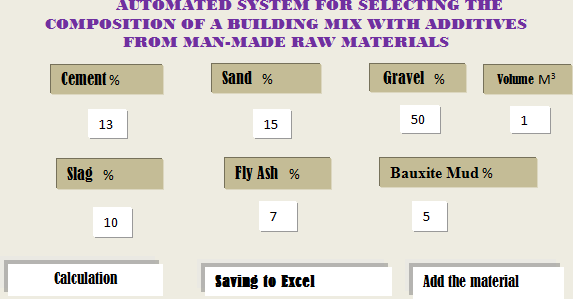 AUTOMATED SYSTEM FOR SELECTING THE
COMPOSITION OF A BUILDING MIX WITH ADDITIVES
FROM MAN-MADE RAW MATERIALS
Cement % Sand % Gravel % Volume M³
13 15 50 1
Slag % Fly Ash % Bauxite Mud %
10 7 5
Calculation Saving to Excel Add the material